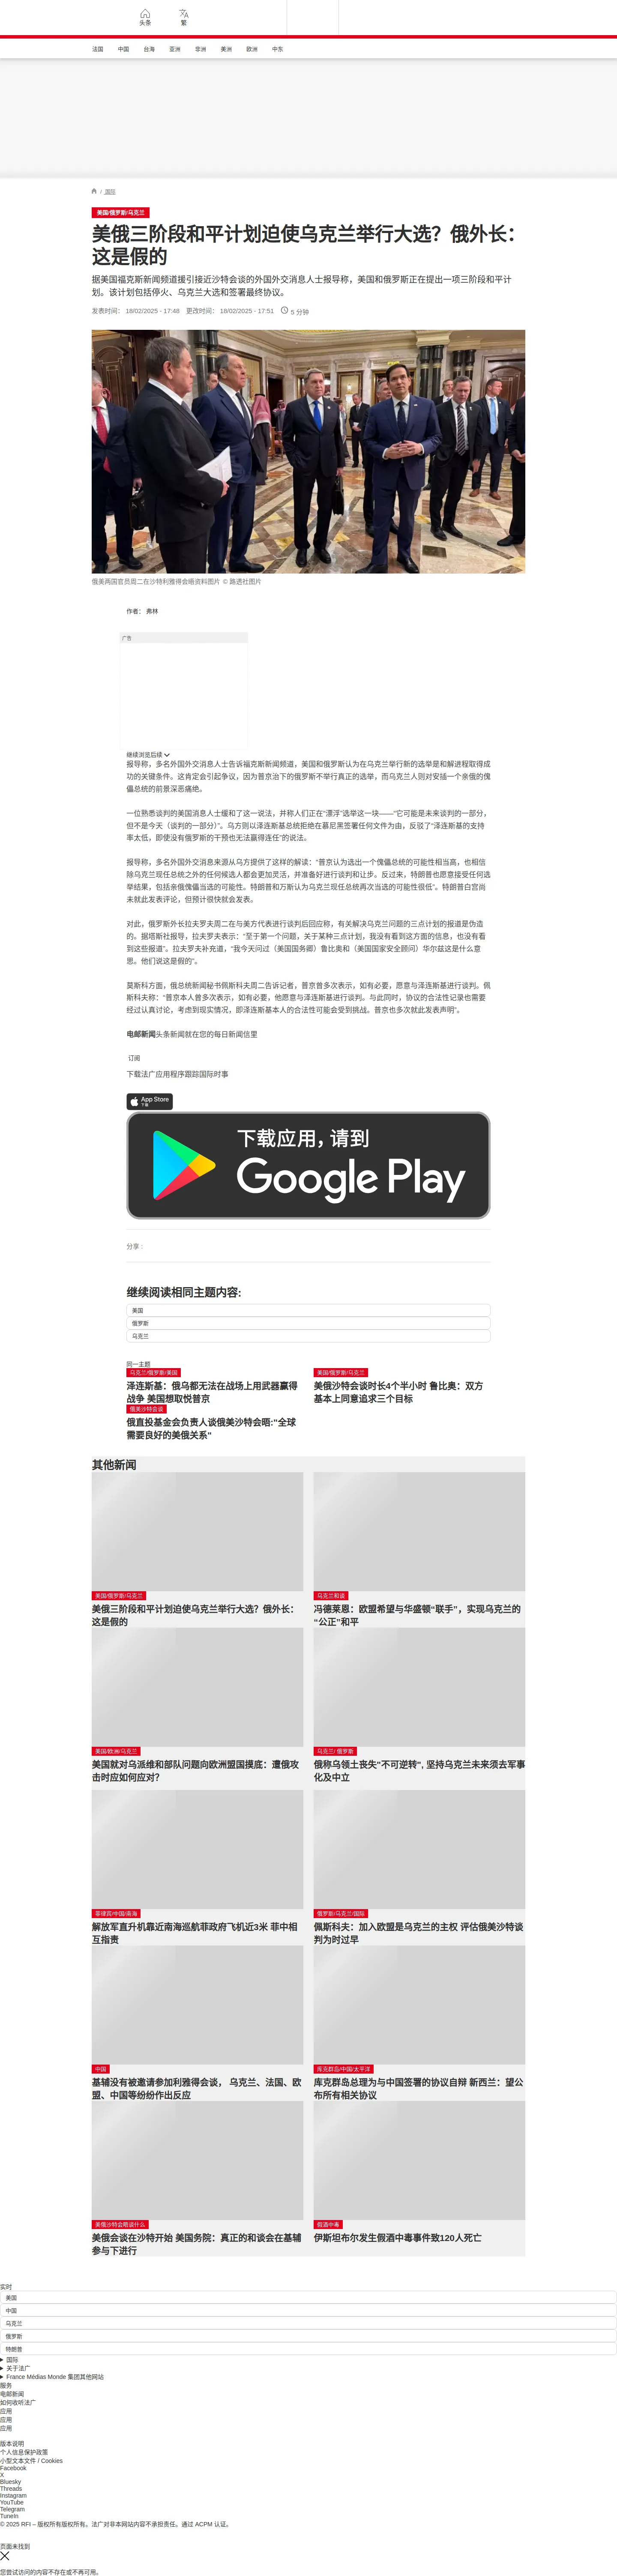 头条
繁
法国 中国 台海 亚洲 非洲 美洲 欧洲 中东
/ 国际
美国/俄罗斯/乌克兰
美俄三阶段和平计划迫使乌克兰举行大选？俄外长：
这是假的
据美国福克斯新闻频道援引接近沙特会谈的外国外交消息人士报导称，美国和俄罗斯正在提出一项三阶段和平计
划。该计划包括停火、乌克兰大选和签署最终协议。
发表时间： 18/02/2025 - 17:48 更改时间： 18/02/2025 - 17:51 5 分钟
俄美两国官员周二在沙特利雅得会晤资料图片 © 路透社图片
作者： 弗林
广告
继续浏览后续
报导称，多名外国外交消息人士告诉福克斯新闻频道，美国和俄罗斯认为在乌克兰举行新的选举是和解进程取得成
功的关键条件。这肯定会引起争议，因为普京治下的俄罗斯不举行真正的选举，而乌克兰人则对安插一个亲俄的傀
儡总统的前景深恶痛绝。
一位熟悉谈判的美国消息人士缓和了这一说法，并称人们正在“漂浮”选举这一块——“它可能是未来谈判的一部分，
但不是今天（谈判的一部分）”。乌方则以泽连斯基总统拒绝在慕尼黑签署任何文件为由，反驳了“泽连斯基的支持
率太低，即使没有俄罗斯的干预也无法赢得连任”的说法。
报导称，多名外国外交消息来源从乌方提供了这样的解读：“普京认为选出一个傀儡总统的可能性相当高，也相信
除乌克兰现任总统之外的任何候选人都会更加灵活，并准备好进行谈判和让步。反过来，特朗普也愿意接受任何选
举结果，包括亲俄傀儡当选的可能性。特朗普和万斯认为乌克兰现任总统再次当选的可能性很低”。特朗普白宫尚
未就此发表评论，但预计很快就会发表。
对此，俄罗斯外长拉夫罗夫周二在与美方代表进行谈判后回应称，有关解决乌克兰问题的三点计划的报道是伪造
的。据塔斯社报导，拉夫罗夫表示：“至于第一个问题，关于某种三点计划，我没有看到这方面的信息，也没有看
到这些报道”。拉夫罗夫补充道，“我今天问过（美国国务卿）鲁比奥和（美国国家安全顾问）华尔兹这是什么意
思。他们说这是假的”。
莫斯科方面，俄总统新闻秘书佩斯科夫周二告诉记者，普京曾多次表示，如有必要，愿意与泽连斯基进行谈判。佩
斯科夫称：“普京本人曾多次表示，如有必要，他愿意与泽连斯基进行谈判。与此同时，协议的合法性记录也需要
经过认真讨论，考虑到现实情况，即泽连斯基本人的合法性可能会受到挑战。普京也多次就此发表声明”。
电邮新闻头条新闻就在您的每日新闻信里
订阅
下载法广应用程序跟踪国际时事
App Store
下载
下载应用，请到
Google Play
分享 :
继续阅读相同主题内容:
美国
俄罗斯
乌克兰
同一主题
乌克兰/俄罗斯/美国
泽连斯基：俄乌都无法在战场上用武器赢得
战争 美国想取悦普京
美国/俄罗斯/乌克兰
美俄沙特会谈时长4个半小时 鲁比奥：双方
基本上同意追求三个目标
俄美沙特会谈
俄直投基金会负责人谈俄美沙特会晤:"全球
需要良好的美俄关系"
其他新闻
美国/俄罗斯/乌克兰
美俄三阶段和平计划迫使乌克兰举行大选？俄外长：
这是假的
乌克兰和谈
冯德莱恩：欧盟希望与华盛顿“联手”，实现乌克兰的
“公正”和平
美国/欧洲/乌克兰
美国就对乌派维和部队问题向欧洲盟国摸底：遭俄攻
击时应如何应对？
乌克兰/ 俄罗斯
俄称乌领土丧失"不可逆转", 坚持乌克兰未来须去军事
化及中立
菲律宾/中国/南海
解放军直升机靠近南海巡航菲政府飞机近3米 菲中相
互指责
俄罗斯/乌克兰/国际
佩斯科夫：加入欧盟是乌克兰的主权 评估俄美沙特谈
判为时过早
中国
基辅没有被邀请参加利雅得会谈， 乌克兰、法国、欧
盟、中国等纷纷作出反应
库克群岛/中国/太平洋
库克群岛总理为与中国签署的协议自辩 新西兰：望公
布所有相关协议
美俄沙特会晤谈什么
美俄会谈在沙特开始 美国务院：真正的和谈会在基辅
参与下进行
假酒中毒
伊斯坦布尔发生假酒中毒事件致120人死亡
实时
美国
中国
乌克兰
俄罗斯
特朗普
国际
关于法广
France Médias Monde 集团其他网站
服务
电邮新闻
如何收听法广
应用
应用
应用
版本说明
个人信息保护政策
小型文本文件 / Cookies
Facebook
X
Bluesky
Threads
Instagram
YouTube
Telegram
TuneIn
© 2025 RFI – 版权所有版权所有。法广对非本网站内容不承担责任。通过 ACPM 认证。
页面未找到
您尝试访问的内容不存在或不再可用。